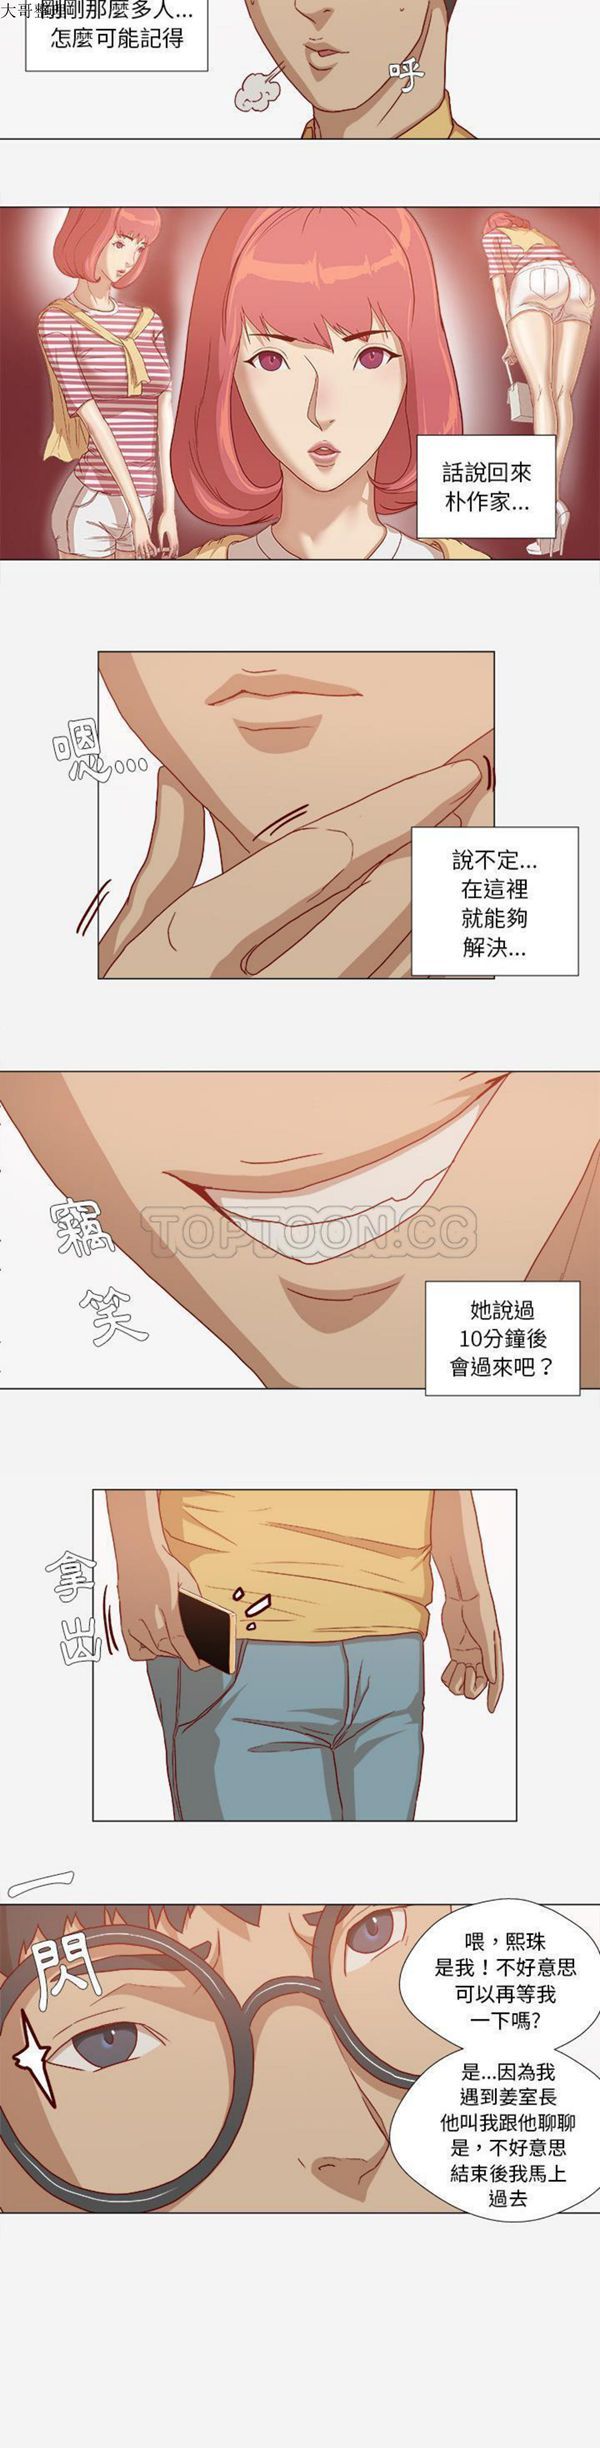 大哥整
剛剛那麼多人...
怎麼可能記得
呼
話說回來
朴作家...
嗯...
說不定...
在這裡
就能夠
解決...
竊笑
TOPTOON.CC
她說過
10分鐘後
會過來吧？
拿出
一閃
喂，熙珠
是我！不好意思
可以再等我
一下嗎?
是...因為我
遇到姜室長
他叫我跟他聊聊
是，不好意思
結束後我馬上
過去